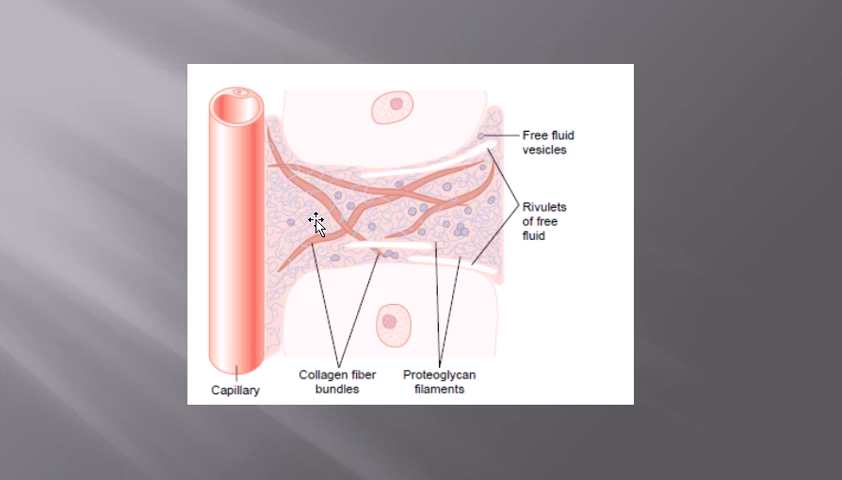 Free fluid
vesicles
Rivulets
of free
fluid
Collagen fiber
bundles
Proteoglycan
filaments
Capillary